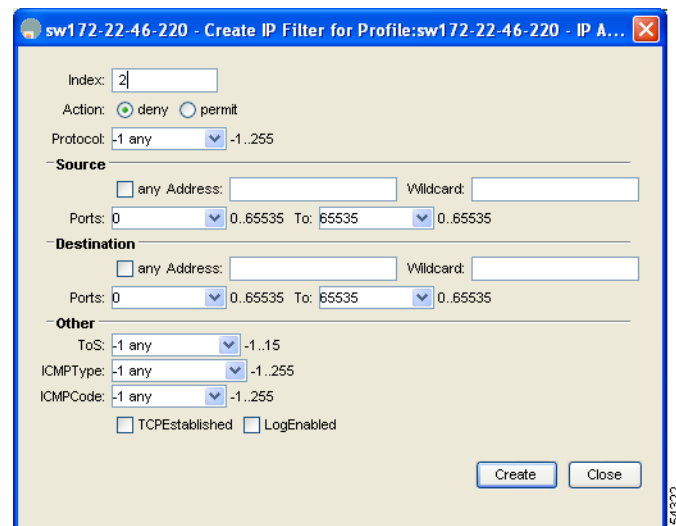 sw172-22-46-220 - Create IP Filter for Profile:sw172-22-46-220 - IP A...
Index: 2
Action: deny permit
Protocol: -1 any -1..255
Source
any Address: Wildcard:
Ports: 0 0..65535 To: 65535 0..65535
Destination
any Address: Wildcard:
Ports: 0 0..65535 To: 65535 0..65535
Other
ToS: -1 any -1..15
ICMPType: -1 any -1..255
ICMPCode: -1 any -1..255
TCPEstablished LogEnabled
Create Close